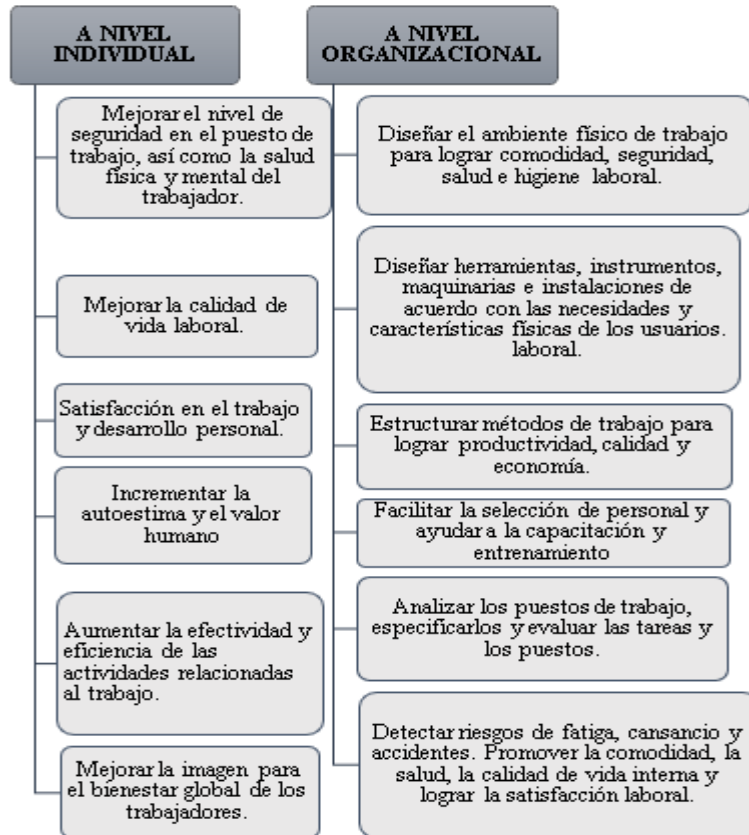 A NIVEL
INDIVIDUAL
Mejorar el nivel de
seguridad en el puesto de
trabajo, así como la salud
física y mental del
trabajador.
Mejorar la calidad de
vida laboral.
Satisfacción en el trabajo
y desarrollo personal.
Incrementar la
autoestima y el valor
humano
Aumentar la efectividad y
eficiencia de las
actividades relacionadas
al trabajo.
Mejorar la imagen para
el bienestar global de los
trabajadores.
A NIVEL
ORGANIZACIONAL
Diseñar el ambiente físico de trabajo
para lograr comodidad, seguridad,
salud e higiene laboral.
Diseñar herramientas, instrumentos,
maquinarias e instalaciones de
acuerdo con las necesidades y
características físicas de los usuarios.
laboral.
Estructurar métodos de trabajo para
lograr productividad, calidad y
economía.
Facilitar la selección de personal y
ayudar a la capacitación y
entrenamiento
Analizar los puestos de trabajo,
especificarlos y evaluar las tareas y
los puestos.
Detectar riesgos de fatiga, cansancio y
accidentes. Promover la comodidad, la
salud, la calidad de vida interna y
lograr la satisfacción laboral.